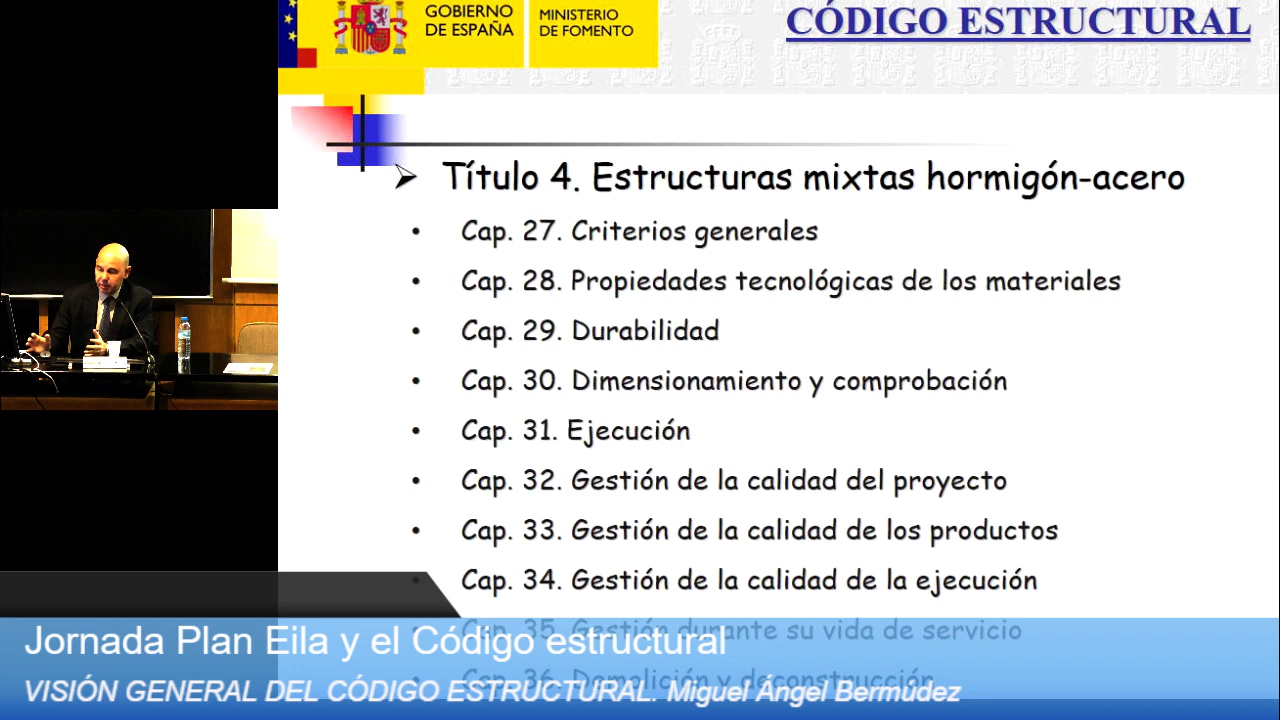 GOBIERNO
DE ESPAÑA
MINISTERIO
DE FOMENTO
CÓDIGO ESTRUCTURAL
Título 4. Estructuras mixtas hormigón-acero
Cap. 27. Criterios generales
Cap. 28. Propiedades tecnológicas de los materiales
Cap. 29. Durabilidad
Cap. 30. Dimensionamiento y comprobación
Cap. 31. Ejecución
Cap. 32. Gestión de la calidad del proyecto
Cap. 33. Gestión de la calidad de los productos
Cap. 34. Gestión de la calidad de la ejecución
Cap. 35. Gestión durante su vida de servicio
Cap. 36. Demolición y deconstrucción
Jornada Plan Eila y el Código estructural
VISIÓN GENERAL DEL CÓDIGO ESTRUCTURAL. Miguel Ángel Bermúdez